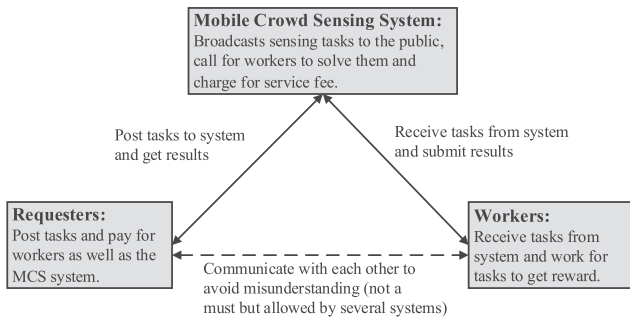 Mobile Crowd Sensing System:
Broadcasts sensing tasks to the public,
call for workers to solve them and
charge for service fee.
Post tasks to system
and get results
Receive tasks from system
and submit results
Requesters:
Post tasks and pay for
workers as well as the
MCS system.
Workers:
Receive tasks from
system and work for
tasks to get reward.
Communicate with each other to
avoid misunderstanding (not a
must but allowed by several systems)